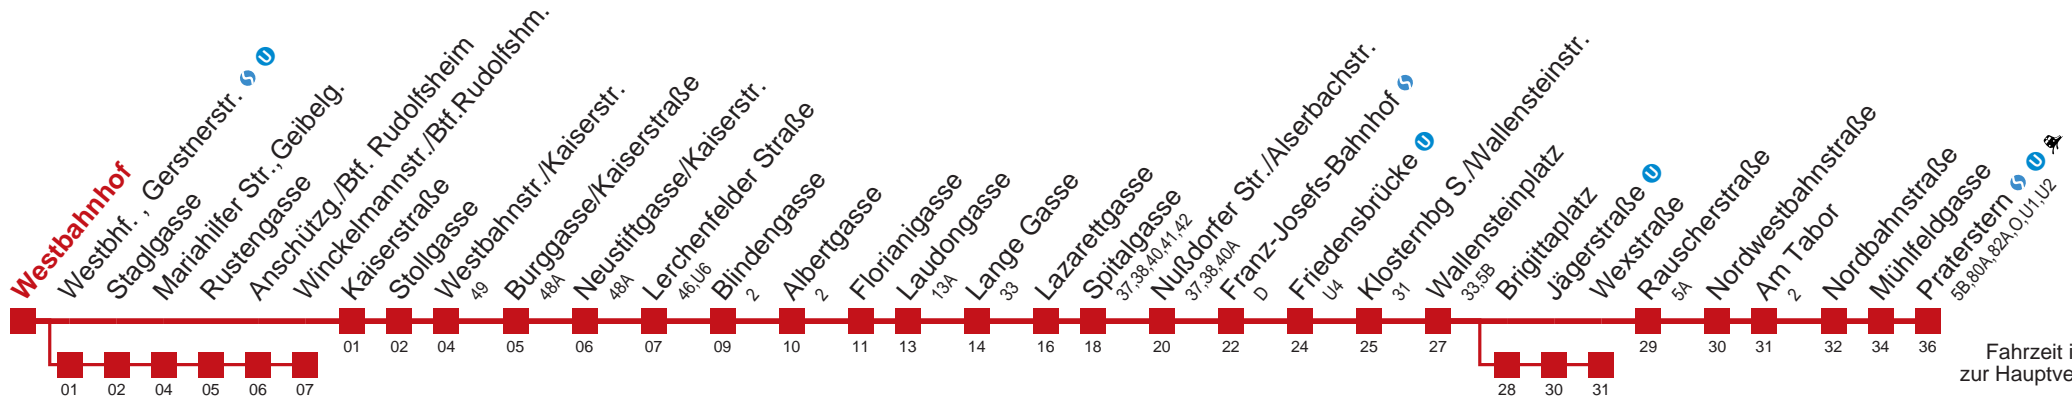 Westbahnhof
Westbhf. , Gerstnerstr. S U
Staglgasse
Mariahilfer Str., Geibelg.
Rustengasse
Anschützg./Btf. Rudolfsheim
Winckelmannstr./Btf.Rudolfshm.
Kaiserstraße
Stollgasse
Westbahnstr./Kaiserstr.
49
Burggasse/Kaiserstraße
48A
Neustiftgasse/Kaiserstr.
48A
Lerchenfelder Straße
46,U6
Blindengasse
2
Albertgasse
2
Florianigasse
Laudongasse
13A
Lange Gasse
33
Lazarettgasse
Spitalgasse
37,38,40,41,42
Nußdorfer Str./Alserbachstr.
37,38,40A
Franz-Josefs-Bahnhof S
D
Friedensbrücke U
U4
Klosternbg S./Wallensteinstr.
31
Wallensteinplatz
33,5B
Brigittaplatz
Jägerstraße U
Wexstraße
Rauscherstraße
5A
Nordwestbahnstraße
Am Tabor
2
Nordbahnstraße
Mühlfeldgasse
Praterstern S U
5B,80A,82A,O,U1,U2
01 02 04 05 06 07 09 10 11 13 14 16 18 20 22 24 25 27 29 30 31 32 34 36
01 02 04 05 06 07 28 30 31
Fahrzeit i
zur Hauptve